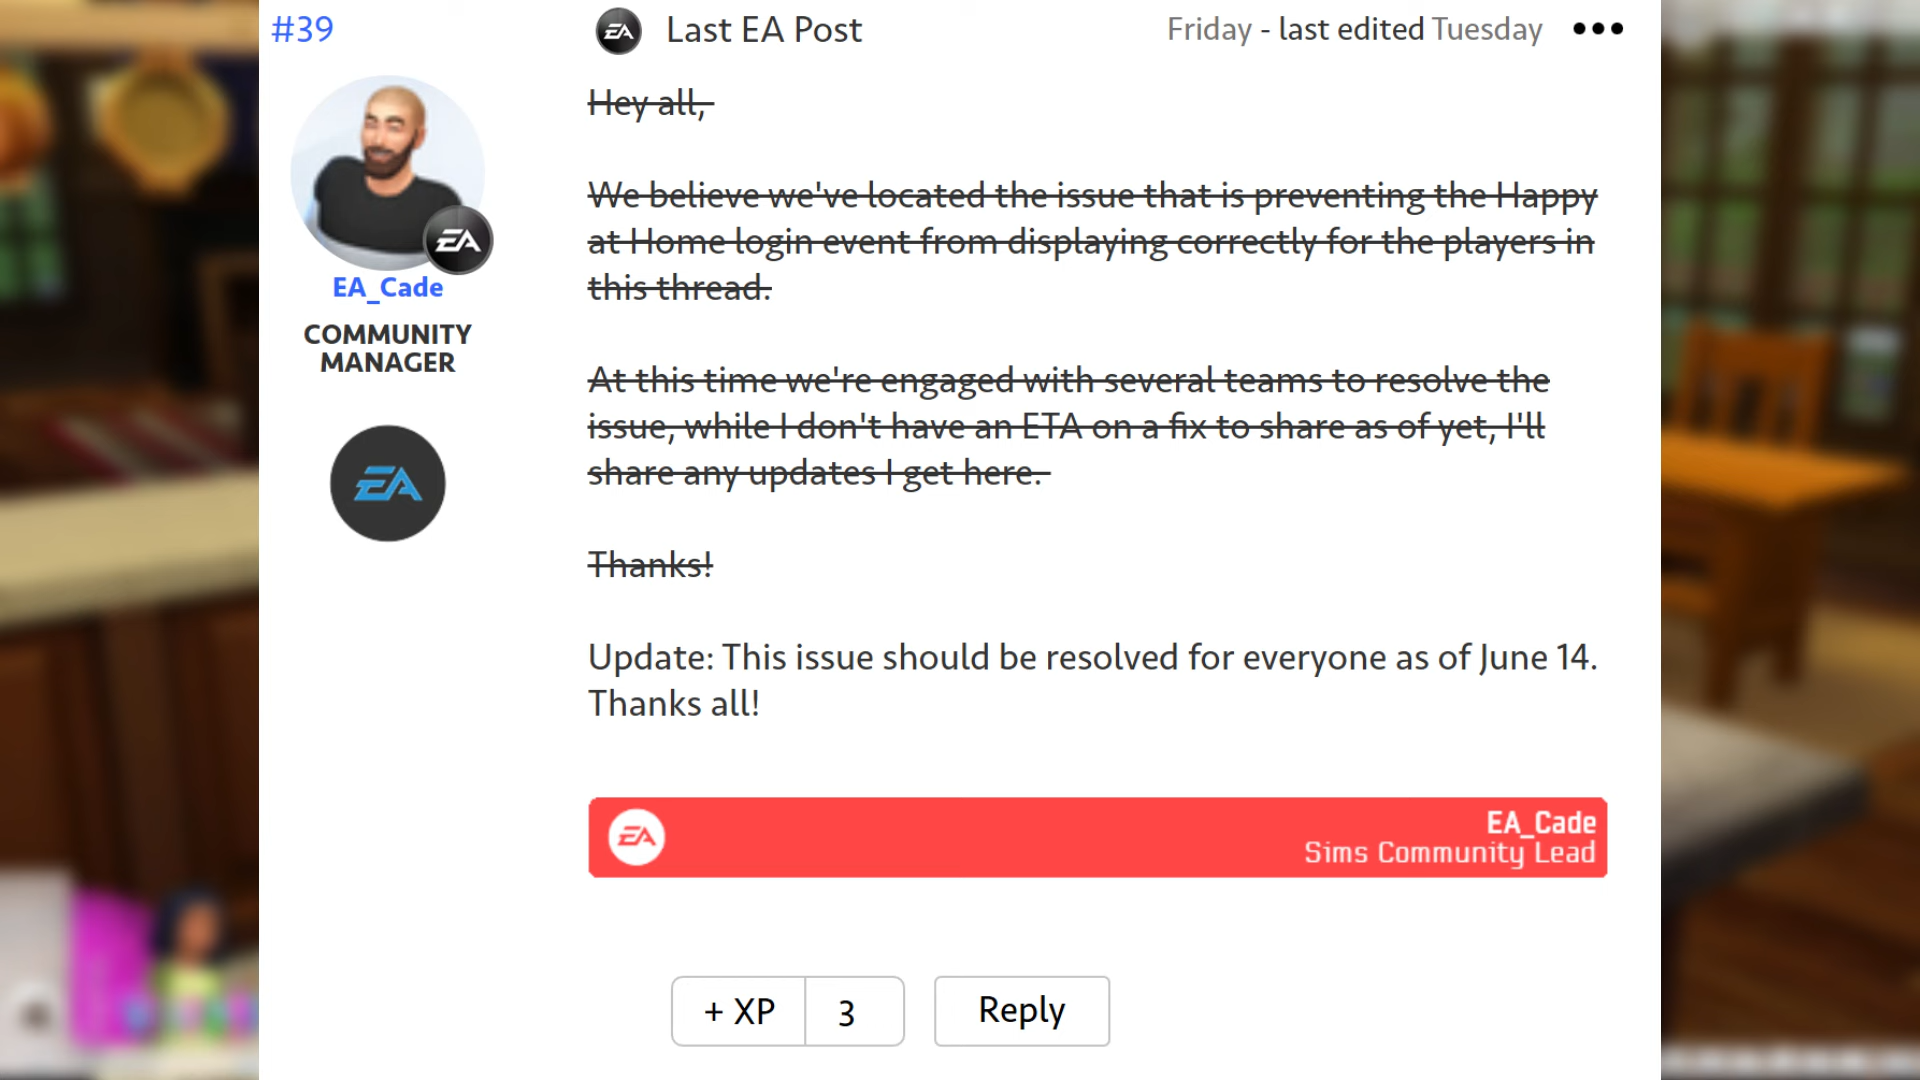 #39
EA
Last EA Post
Friday - last edited Tuesday
Hey all,
We believe we've located the issue that is preventing the Happy
at Home login event from displaying correctly for the players in
this thread.
EA
EA_Cade
COMMUNITY
MANAGER
At this time we're engaged with several teams to resolve the
issue, while I don't have an ETA on a fix to share as of yet, I'll
share any updates I get here.
EA
Thanks!
Update: This issue should be resolved for everyone as of June 14.
Thanks all!
EA
EA_Cade
Sims Community Lead
+ XP
3
Reply